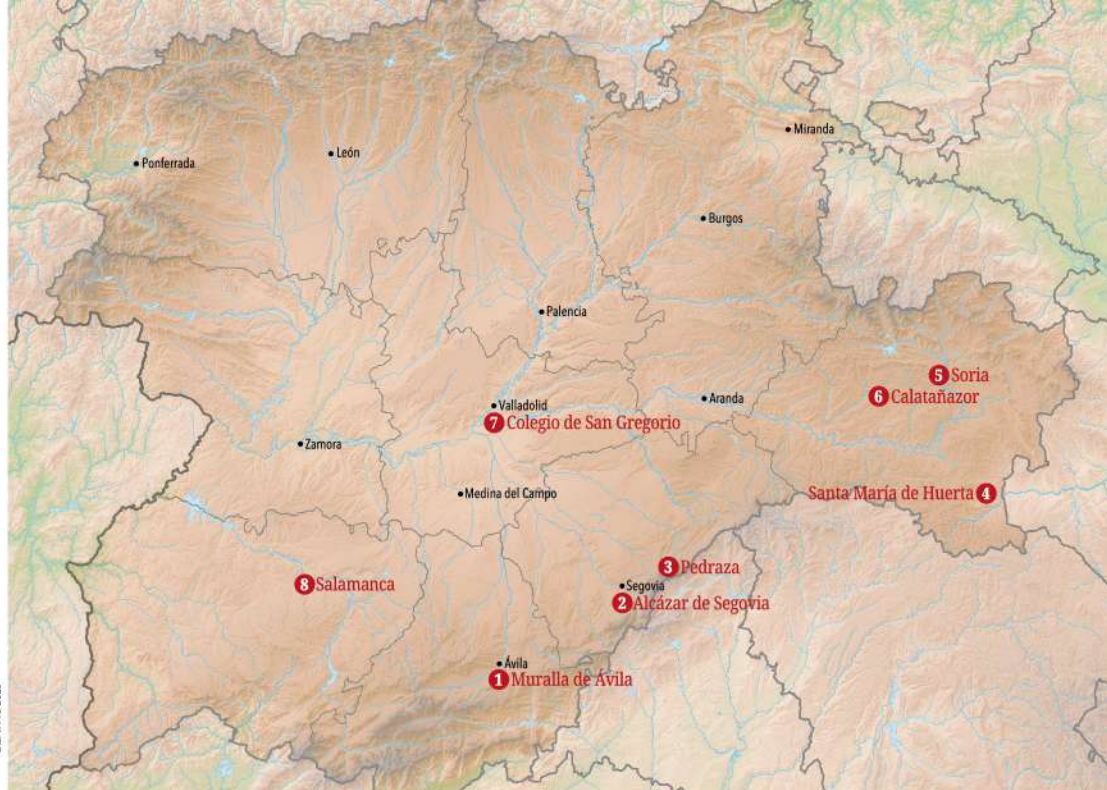 Miranda
León
Ponferrada
Burgos
Palencia
5 Soria
6 Calatañazor
Aranda
Valladolid
7 Colegio de San Gregorio
Zamora
Medina del Campo
Santa María de Huerta 4
3 Pedraza
8 Salamanca
Segovia
2 Alcázar de Segovia
Ávila
1 Muralla de Ávila